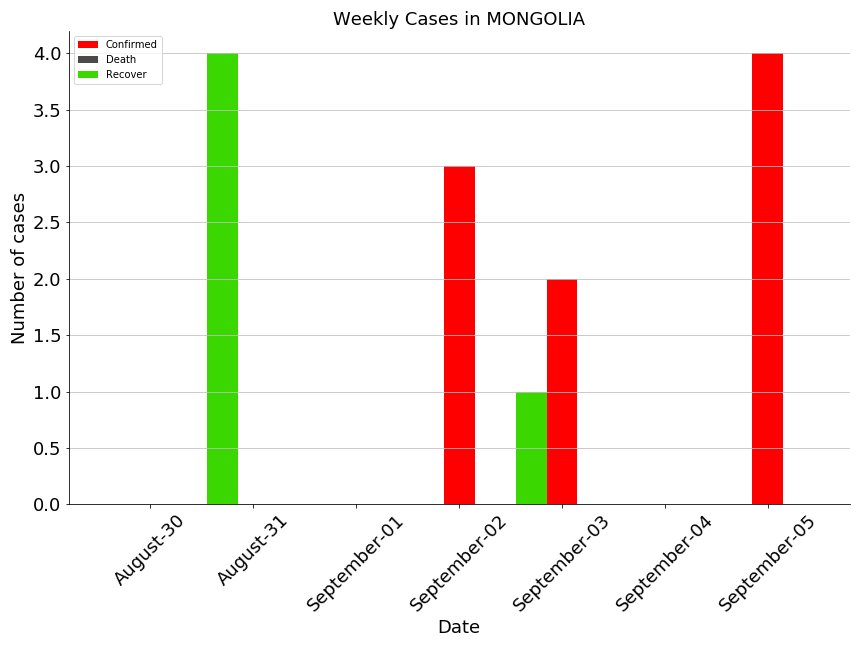 Weekly Cases in MONGOLIA
Confirmed
Death
Recover
Number of cases
4.0
3.5
3.0
2.5
2.0
1.5
1.0
0.5
0.0
August-30
August-31
September-01
September-02
September-03
September-04
September-05
Date